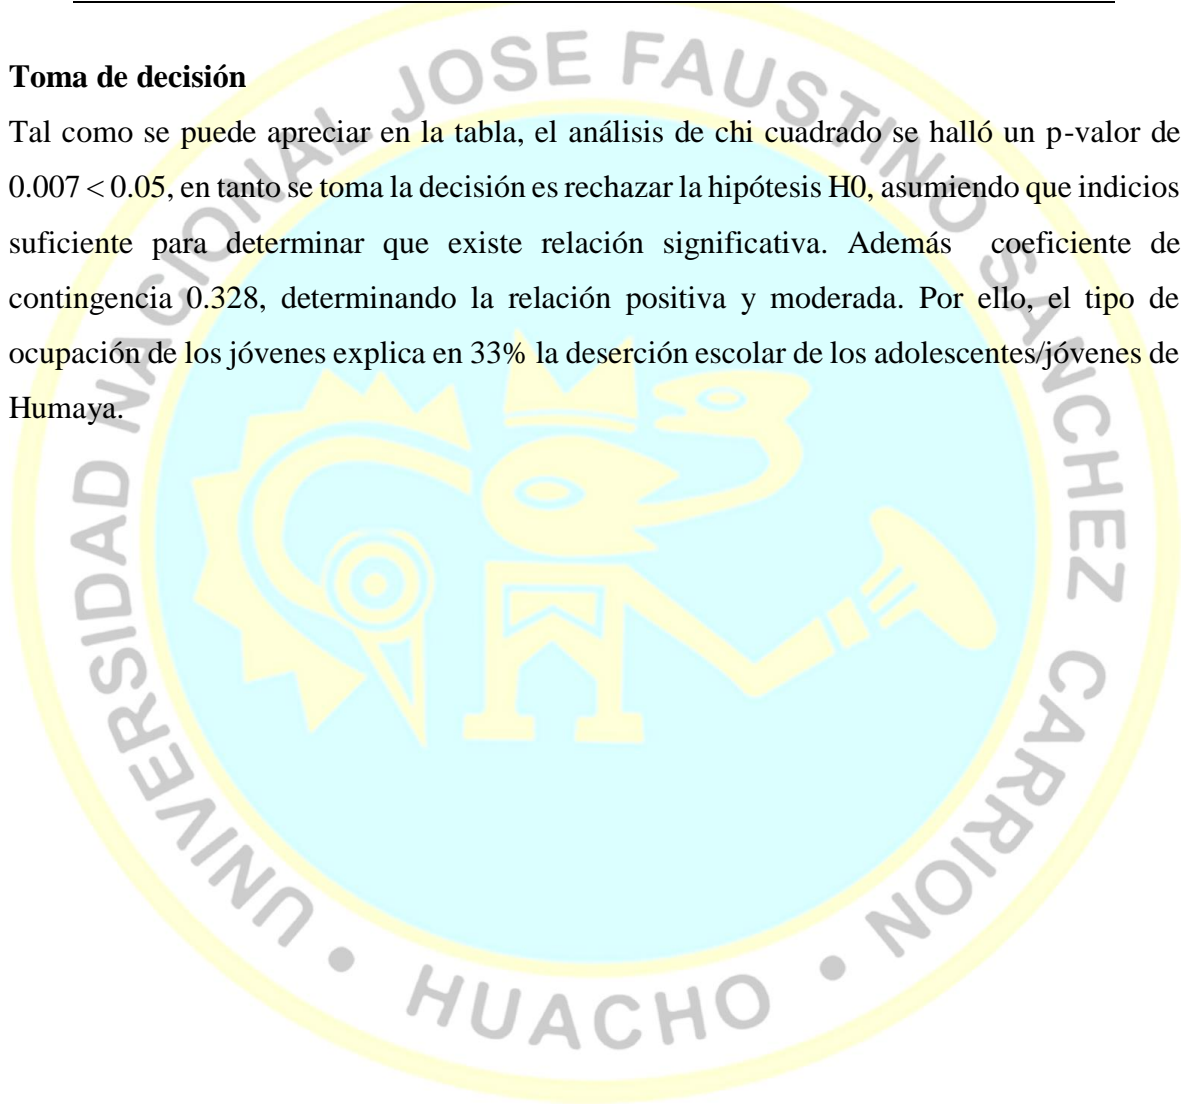 Toma de decisión
Tal como se puede apreciar en la tabla, el análisis de chi cuadrado se halló un p-valor de
0.007 < 0.05, en tanto se toma la decisión es rechazar la hipótesis H0, asumiendo que indicios
suficiente para determinar que existe relación significativa. Además coeficiente de
contingencia 0.328, determinando la relación positiva y moderada. Por ello, el tipo de
ocupación de los jóvenes explica en 33% la deserción escolar de los adolescentes/jóvenes de
Humaya.
UNIVERSIDAD NACIONAL JOSE FAUSTINO SANCHEZ CARRION
• HUACHO •